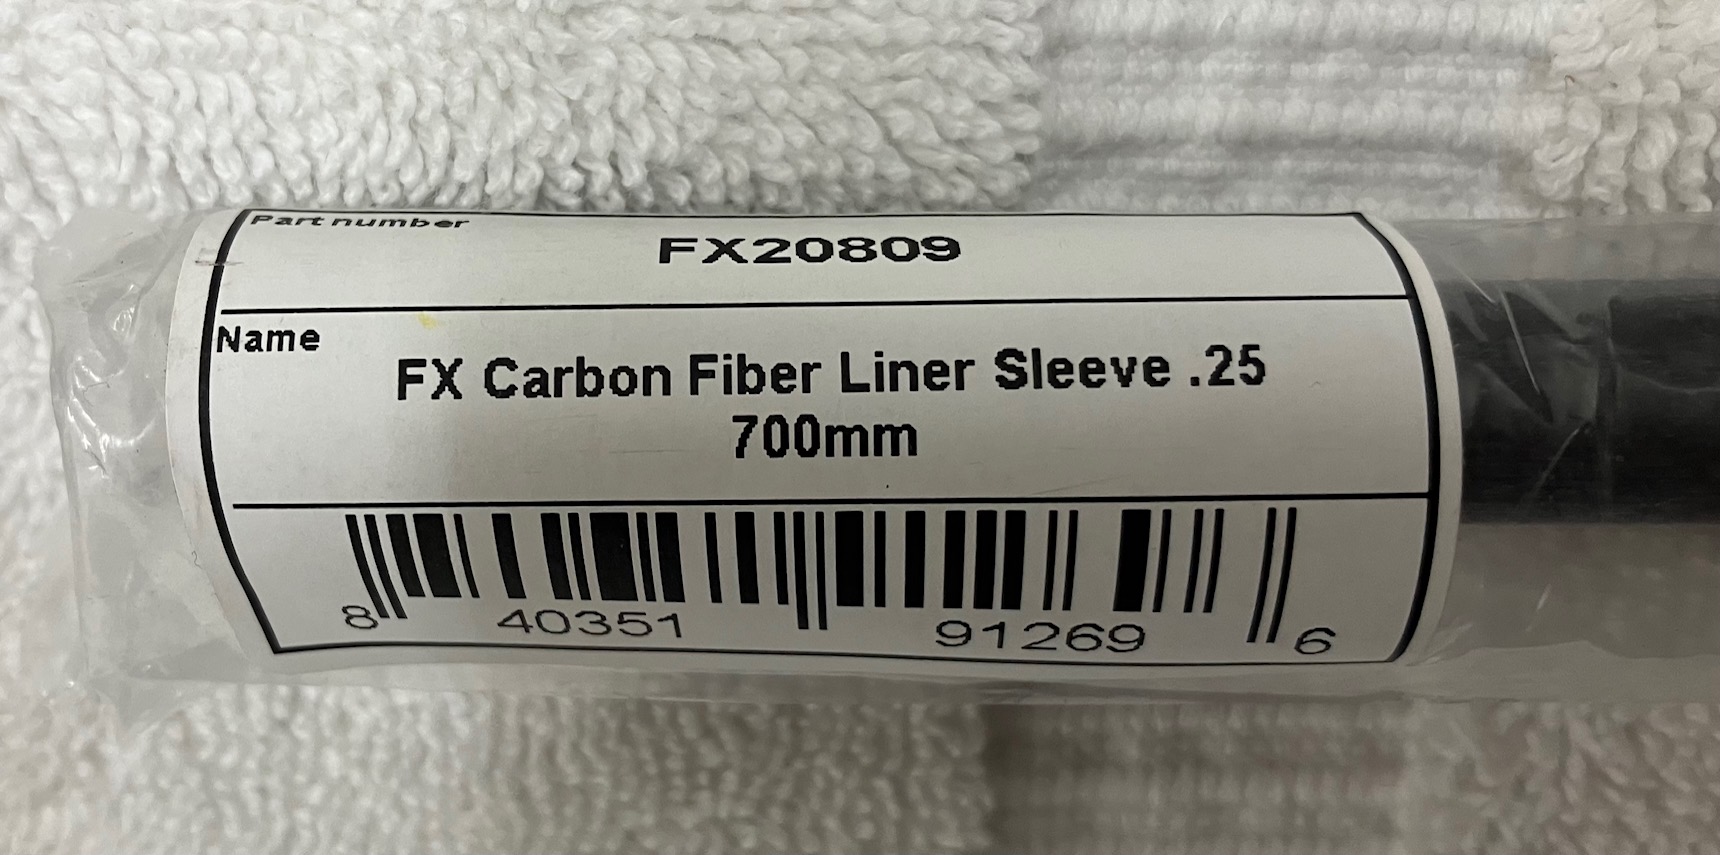 Part number
FX20809
Name
FX Carbon Fiber Liner Sleeve .25
700mm
8 40351 91269 6